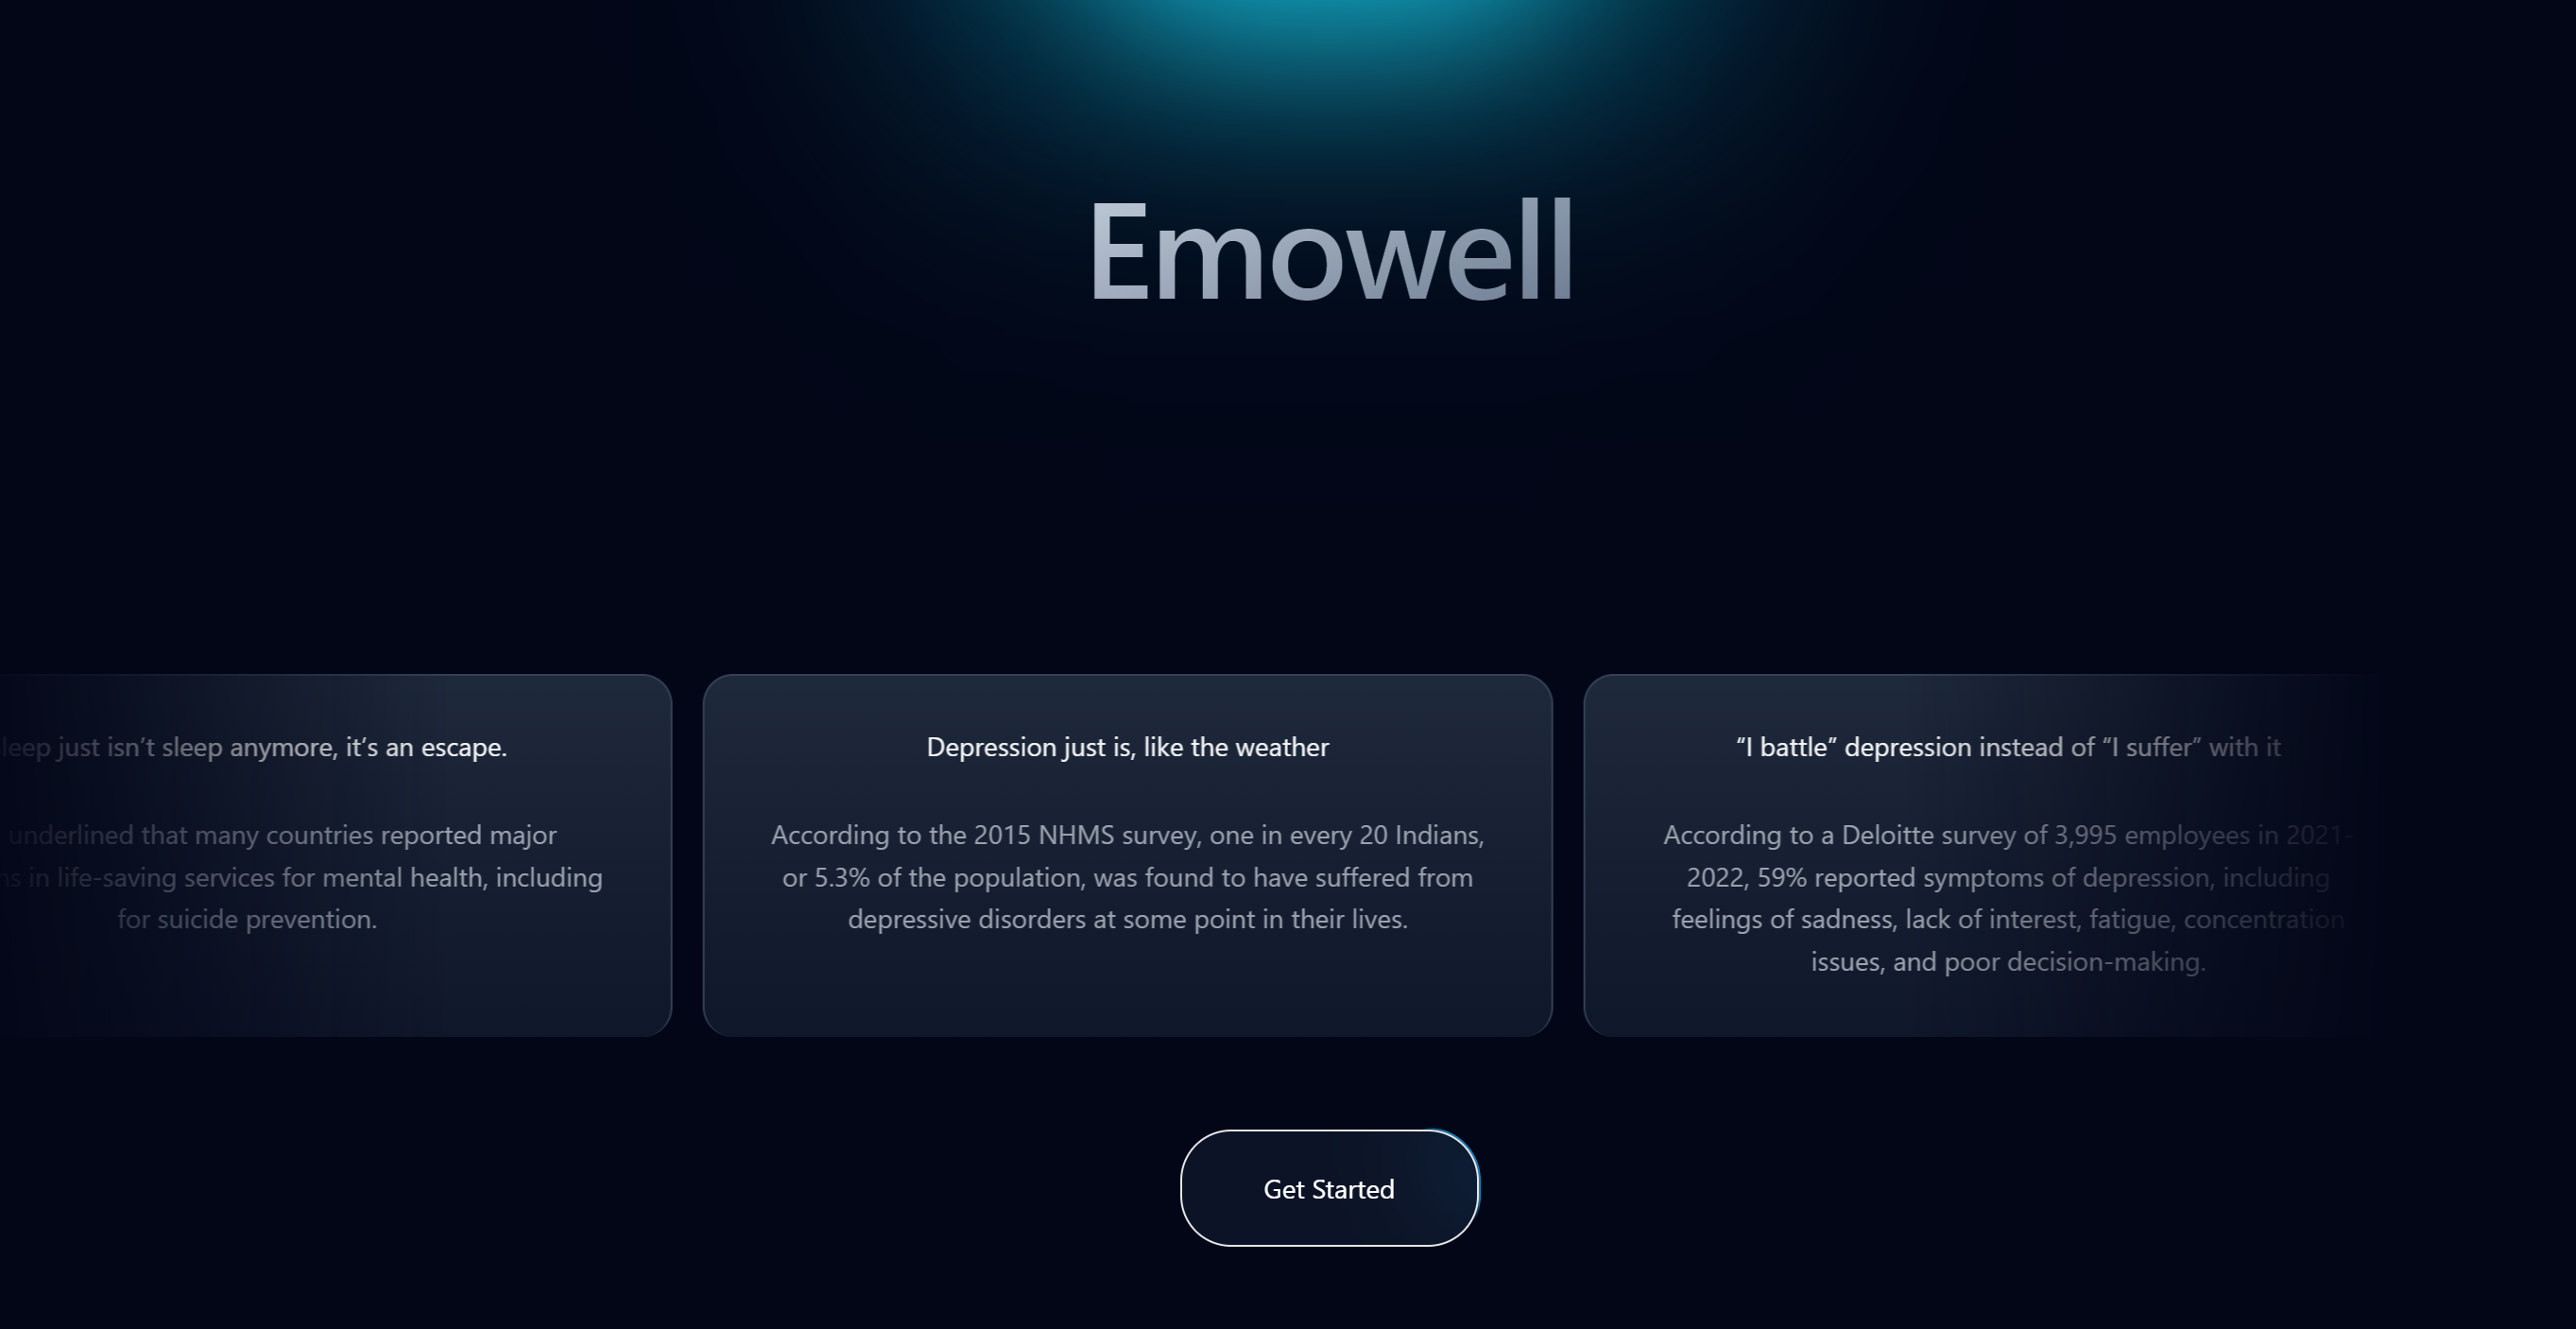 Emowell
leep just isn’t sleep anymore, it’s an escape.
underlined that many countries reported major
ns in life-saving services for mental health, including
for suicide prevention.
Depression just is, like the weather
According to the 2015 NHMS survey, one in every 20 Indians,
or 5.3% of the population, was found to have suffered from
depressive disorders at some point in their lives.
“I battle” depression instead of “I suffer” with it
According to a Deloitte survey of 3,995 employees in 2021-
2022, 59% reported symptoms of depression, including
feelings of sadness, lack of interest, fatigue, concentration
issues, and poor decision-making.
Get Started